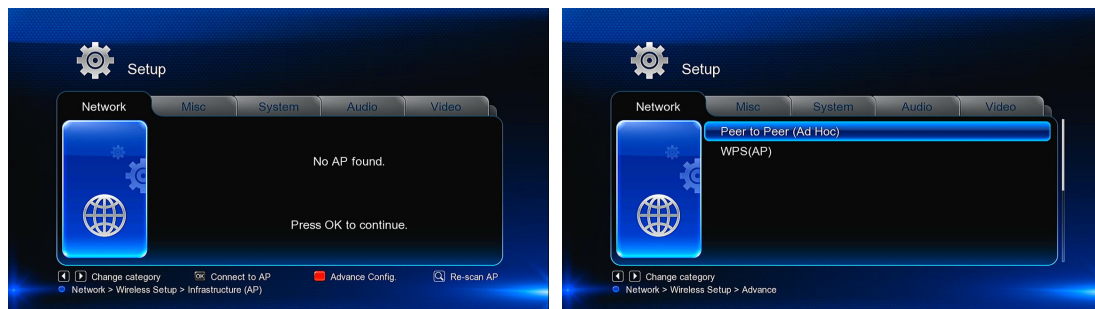 Setup
Network Misc System Audio Video
No AP found.
Press OK to continue.
Change category OK Connect to AP Advance Config. Re-scan AP
Network > Wireless Setup > Infrastructure (AP)
Setup
Network Misc System Audio Video
Peer to Peer (Ad Hoc)
WPS(AP)
Change category
Network > Wireless Setup > Advance